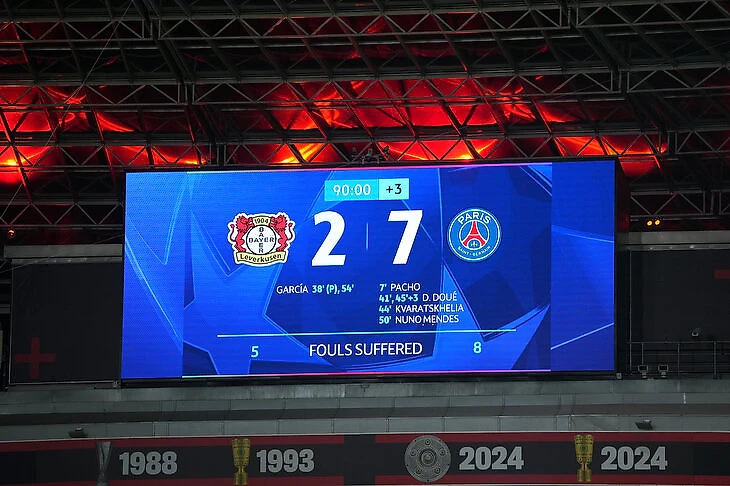 90:00 +3
1904
BAYER
BAYER
Leverkusen
2 7
PARIS
SAINT-GERMAIN
GARCÍA 38' (P), 54'
7' PACHO
41', 45'+3 D. DOUÉ
44' KVARATSKHELIA
50' NUNO MENDES
5 FOULS SUFFERED 8
1988 1993 2024 2024